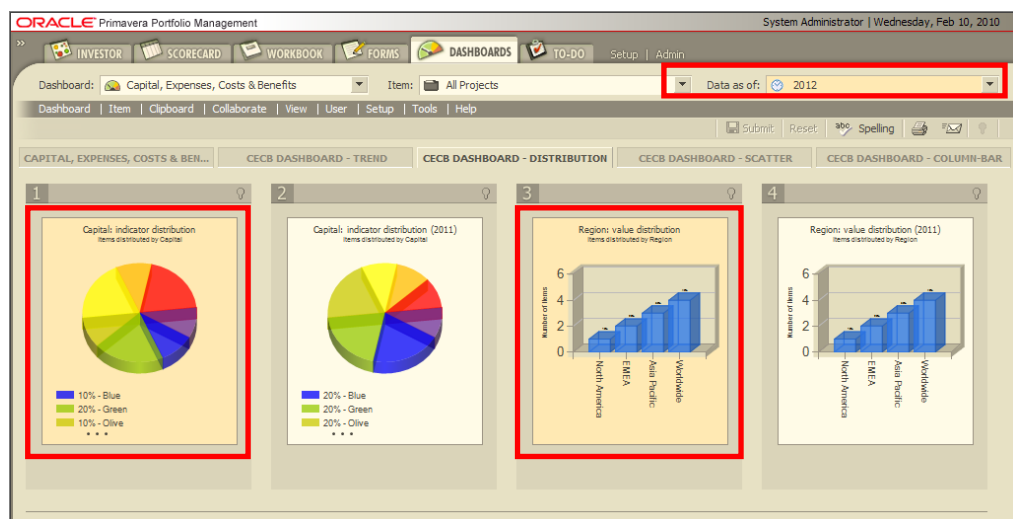 ORACLE Primavera Portfolio Management
System Administrator | Wednesday, Feb 10, 2010
» INVESTOR SCORECARD WORKBOOK FORMS DASHBOARDS TO-DO Setup | Admin
Dashboard: Capital, Expenses, Costs & Benefits Item: All Projects Data as of: 2012
Dashboard | Item | Clipboard | Collaborate | View | User | Setup | Tools | Help
Submit Reset abc Spelling
CAPITAL, EXPENSES, COSTS & BEN... CECB DASHBOARD - TREND CECB DASHBOARD - DISTRIBUTION CECB DASHBOARD - SCATTER CECB DASHBOARD - COLUMN-BAR
1
Capital: indicator distribution
Items distributed by Capital
10% - Blue
20% - Green
10% - Olive
• • •
2
Capital: indicator distribution (2011)
Items distributed by Capital
20% - Blue
20% - Green
20% - Olive
• • •
3
Region: value distribution
Items distributed by Region
Number of Items
6
4
2
0
North America
EMEA
Asia Pacific
Worldwide
4
Region: value distribution (2011)
Items distributed by Region
Number of Items
6
4
2
0
North America
EMEA
Asia Pacific
Worldwide